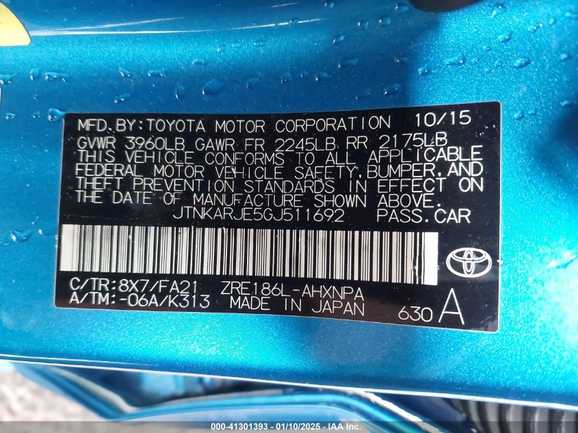 MFD.BY:TOYOTA MOTOR CORPORATION 10/15
GVWR 3960LB GAWR FR 2245LB RR 2175LB
THIS VEHICLE CONFORMS TO ALL APPLICABLE
FEDERAL MOTOR VEHICLE SAFETY,BUMPER,AND
THEFT PREVENTION STANDARDS IN EFFECT ON
THE DATE OF MANUFACTURE SHOWN ABOVE.
JTNKARJE5GJ511692 PASS.CAR
C/TR:8X7/FA21 ZRE186L-AHXNPA
A/TM:-06A/K313 MADE IN JAPAN 630 A
000-41301393 - 01/10/2025 - IAA Inc.